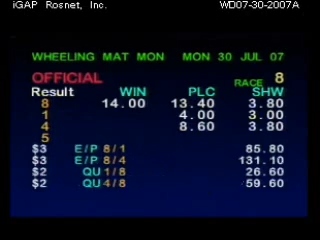 iGAP Rosnet, Inc. WD07-30-2007A
WHEELING MAT MON MON 30 JUL 07
OFFICIAL RACE 8
Result WIN PLC SHW
8 14.00 13.40 3.80
1 4.00 3.00
4 8.60 3.80
5
$3 E/P 8/1 85.80
$3 E/P 8/4 131.10
$2 QU 1/8 26.60
$2 QU 4/8 59.60